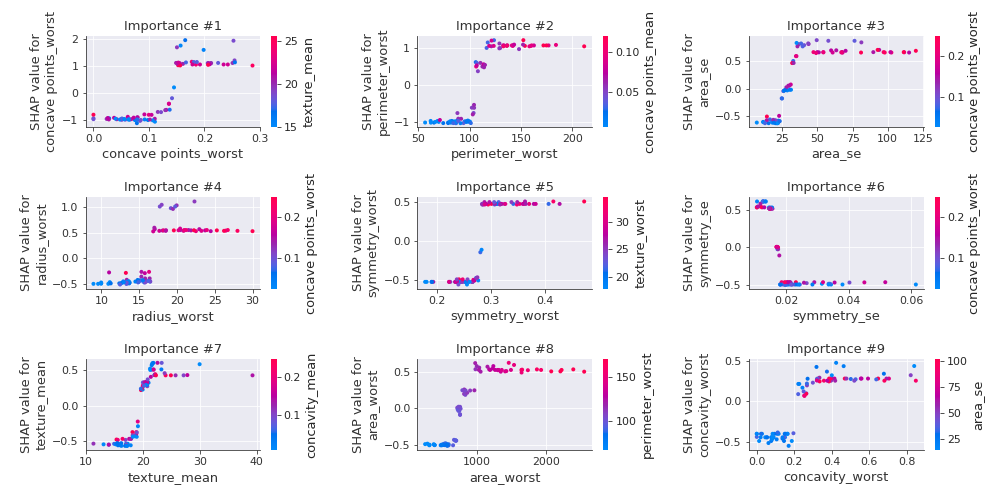 Importance #1
SHAP value for
concave points_worst
2
1
0
−1
0.0
0.1
0.2
0.3
concave points_worst
25
20
15
texture_mean
Importance #2
SHAP value for
perimeter_worst
1
0
−1
50
100
150
200
perimeter_worst
0.10
0.05
concave points_mean
Importance #3
SHAP value for
area_se
0.5
0.0
−0.5
25
50
75
100
125
area_se
0.2
0.1
concave points_worst
Importance #4
SHAP value for
radius_worst
1.0
0.5
0.0
−0.5
10
15
20
25
30
radius_worst
0.2
0.1
concave points_worst
Importance #5
SHAP value for
symmetry_worst
0.5
0.0
−0.5
0.2
0.3
0.4
symmetry_worst
30
25
20
texture_worst
Importance #6
SHAP value for
symmetry_se
0.5
0.0
−0.5
0.02
0.04
0.06
symmetry_se
0.2
0.1
concave points_worst
Importance #7
SHAP value for
texture_mean
0.5
0.0
−0.5
10
20
30
40
texture_mean
0.2
0.1
concavity_mean
Importance #8
SHAP value for
area_worst
0.5
0.0
−0.5
1000
2000
area_worst
150
100
perimeter_worst
Importance #9
SHAP value for
concavity_worst
0.5
0.0
−0.5
0.0
0.2
0.4
0.6
0.8
concavity_worst
100
75
50
25
area_se